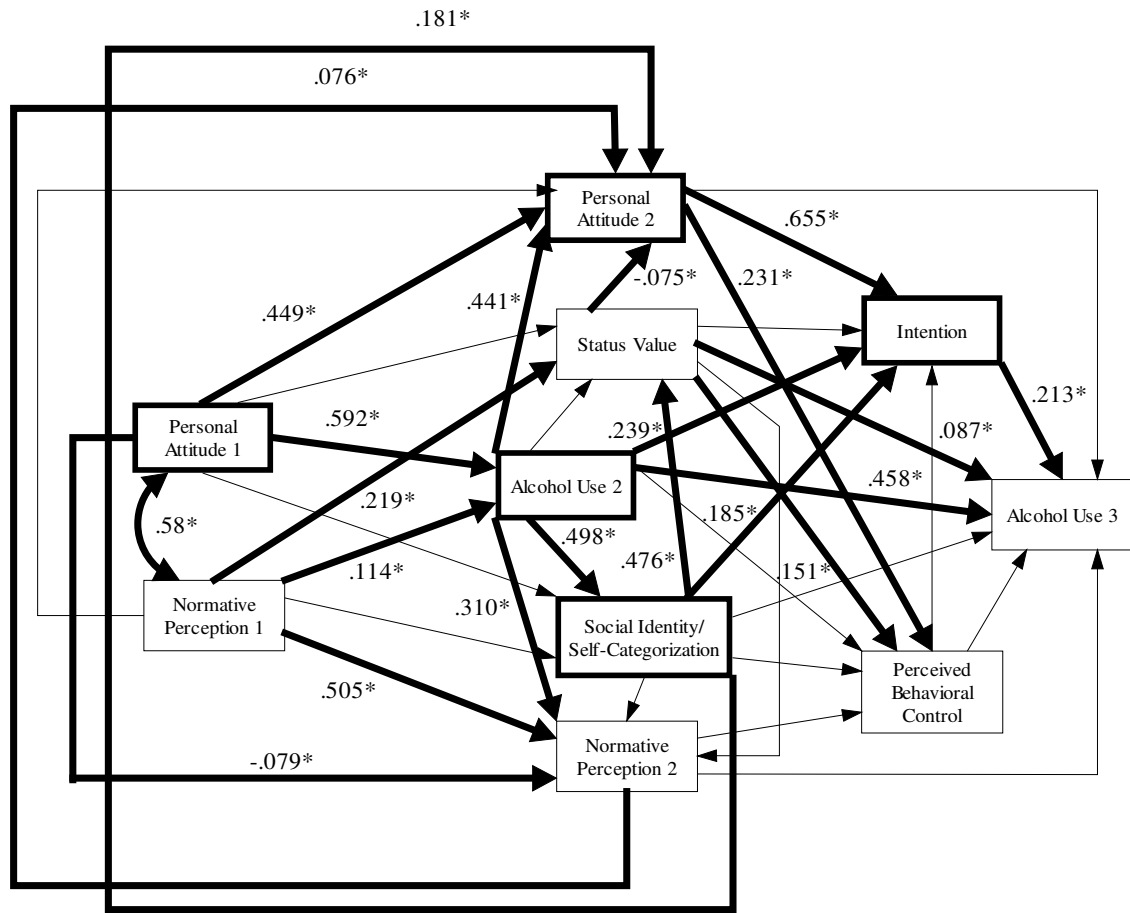 .181*
.076*
Personal
Attitude 2
.655*
-.075*
.231*
.441*
.449*
Status Value
Intention
.213*
Personal
Attitude 1
.592*
.239*
.087*
.219*
Alcohol Use 2
.458*
.58*
.498*
.185*
Alcohol Use 3
.114*
.476*
.151*
.310*
Normative
Perception 1
Social Identity/
Self-Categorization
Perceived
Behavioral
Control
.505*
-.079*
Normative
Perception 2